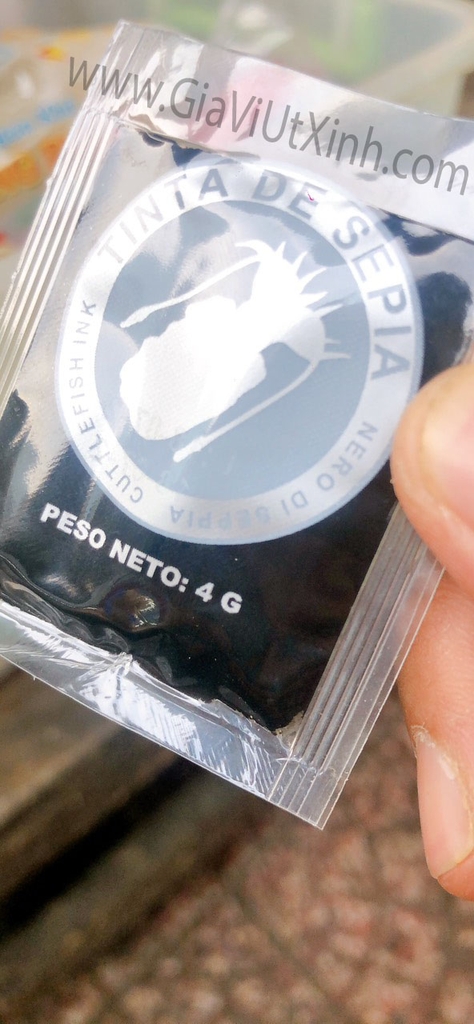 www.GiaViUtXinh.com
TINTA DE SEPIA
NERO DI SEPPIA
CUTTLEFISH INK
PESO NETO: 4 G